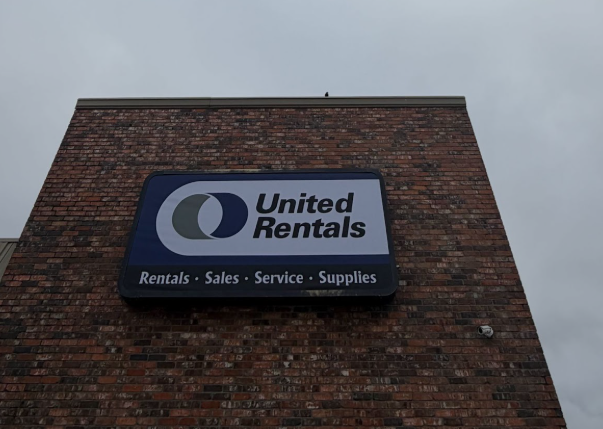 United
Rentals
Rentals · Sales · Service · Supplies